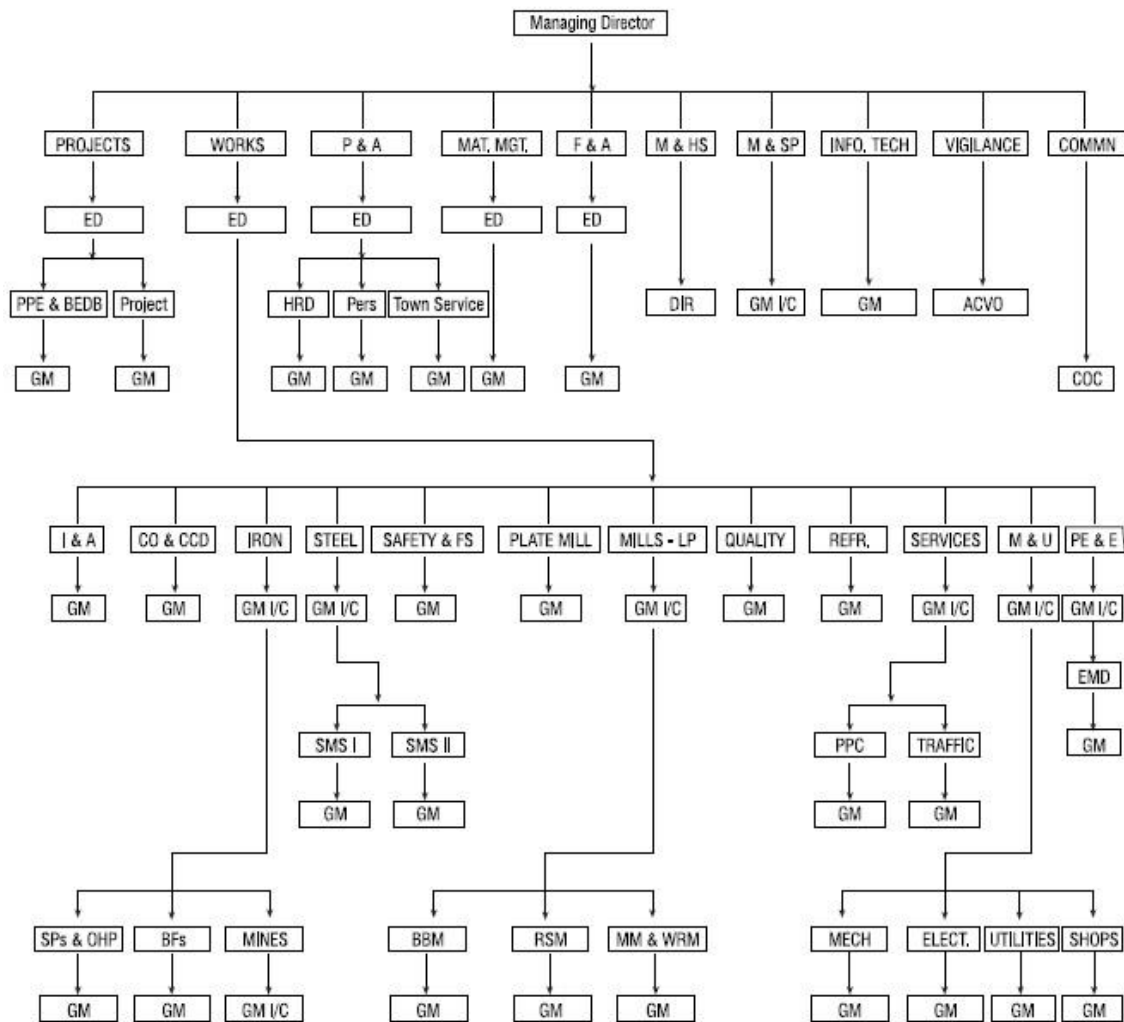 Managing Director
PROJECTS WORKS P & A MAT. MGT. F & A M & HS M & SP INFO. TECH VIGILANCE COMMN
ED ED ED ED ED
PPE & BEDB Project HRD Pers Town Service DIR GM I/C GM ACVO
GM GM GM GM GM GM GM COC
I & A CO & CCD IRON STEEL SAFETY & FS PLATE MILL MILLS - LP QUALITY REFR. SERVICES M & U PE & E
GM GM GM I/C GM I/C GM GM GM I/C GM GM GM I/C GM I/C GM I/C
EMD
SMS I SMS II PPC TRAFFIC GM
GM GM GM GM
SPs & OHP BFs MINES BBM RSM MM & WRM MECH ELECT. UTILITIES SHOPS
GM GM GM I/C GM GM GM GM GM GM GM